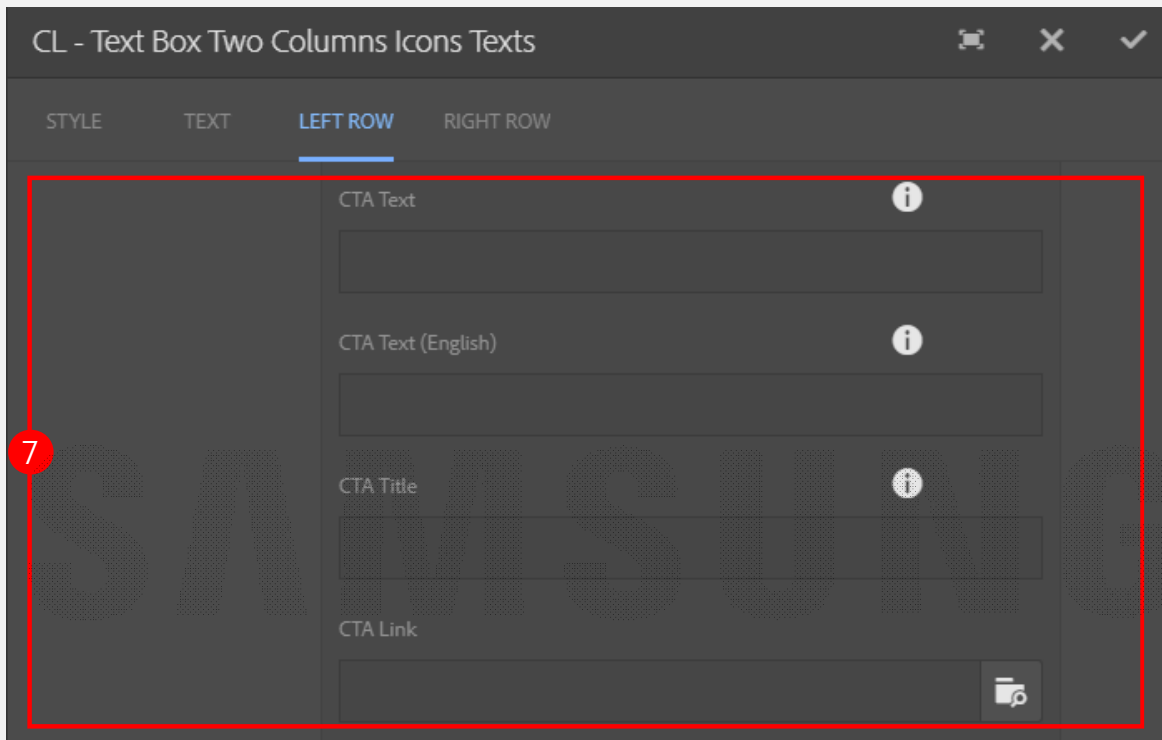 CL - Text Box Two Columns Icons Texts
STYLE TEXT LEFT ROW RIGHT ROW
CTA Text
CTA Text (English)
7
CTA Title
SAMSUNG
CTA Link